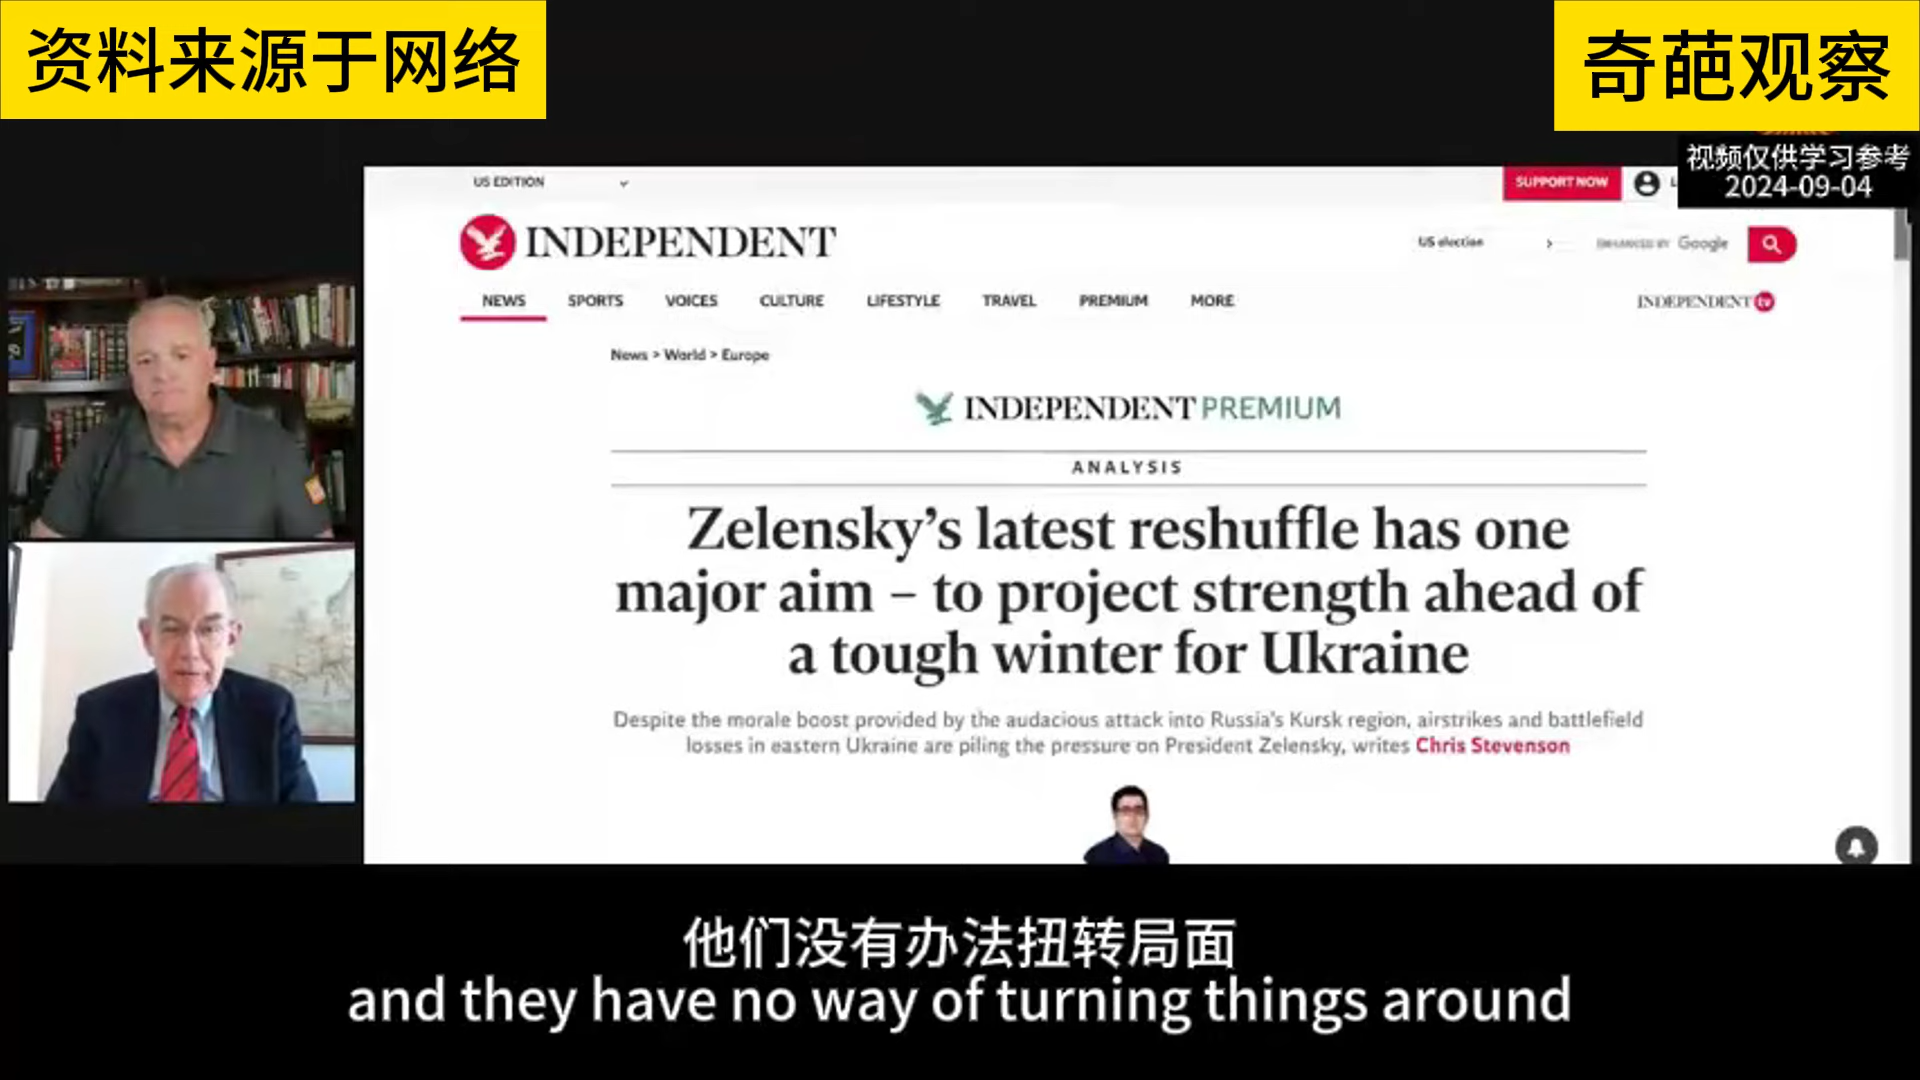 资料来源于网络
奇葩观察
视频仅供学习参考
2024-09-04
US EDITION
SUPPORT NOW
INDEPENDENT
US election
ENHANCED BY Google
NEWS SPORTS VOICES CULTURE LIFESTYLE TRAVEL PREMIUM MORE
INDEPENDENT tv
News > World > Europe
INDEPENDENT PREMIUM
ANALYSIS
Zelensky’s latest reshuffle has one
major aim – to project strength ahead of
a tough winter for Ukraine
Despite the morale boost provided by the audacious attack into Russia’s Kursk region, airstrikes and battlefield
losses in eastern Ukraine are piling the pressure on President Zelensky, writes Chris Stevenson
他们没有办法扭转局面
and they have no way of turning things around